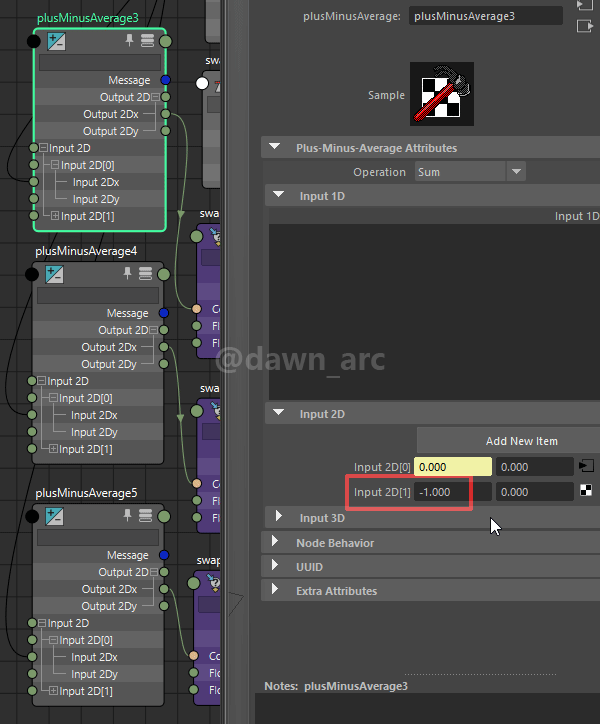 plusMinusAverage3
Message
Output 2D
Output 2Dx
Output 2Dy
Input 2D
Input 2D[0]
Input 2Dx
Input 2Dy
Input 2D[1]
plusMinusAverage4
Message
Output 2D
Output 2Dx
Output 2Dy
Input 2D
Input 2D[0]
Input 2Dx
Input 2Dy
Input 2D[1]
plusMinusAverage5
Message
Output 2D
Output 2Dx
Output 2Dy
Input 2D
Input 2D[0]
Input 2Dx
Input 2Dy
Input 2D[1]
swa
swa
Co
Fl
Fl
swa
Co
Fl
Fl
swap
Co
Flo
Flo
@dawn_arc
plusMinusAverage: plusMinusAverage3
Sample
Plus-Minus-Average Attributes
Operation Sum
Input 1D
Input 1D
Input 2D
Add New Item
Input 2D[0] 0.000 0.000
Input 2D[1] -1.000 0.000
Input 3D
Node Behavior
UUID
Extra Attributes
Notes: plusMinusAverage3